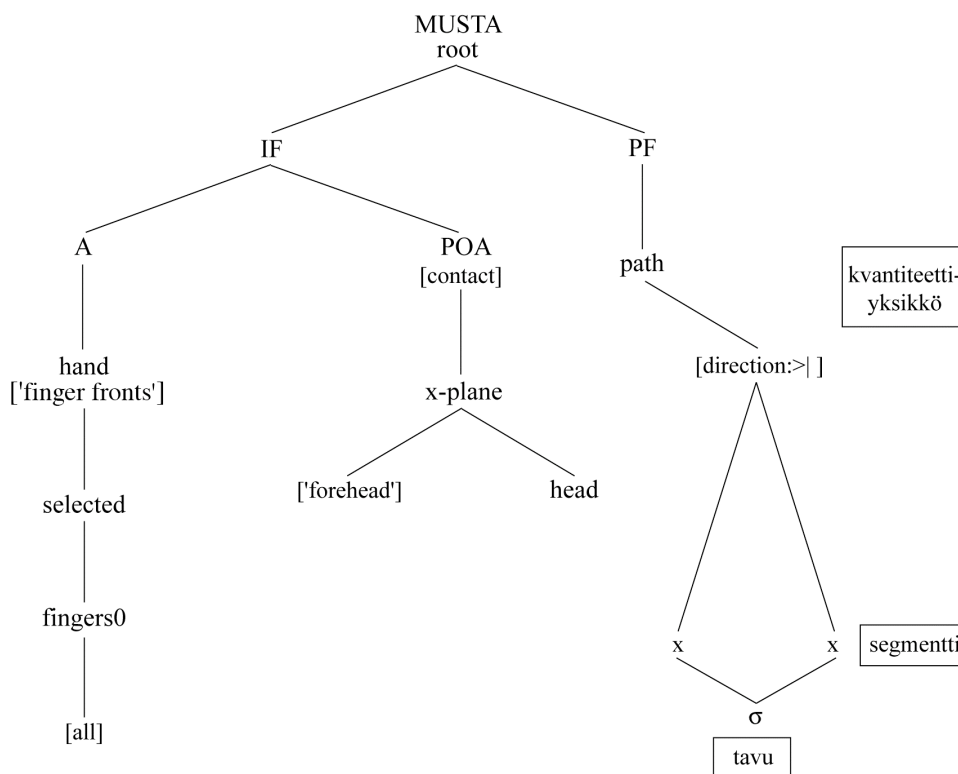 MUSTA
root
IF
PF
A
POA
[contact]
path
kvantiteetti-
yksikkö
hand
['finger fronts']
x-plane
[direction:>| ]
['forehead']
head
selected
fingers0
x
x
segmentti
[all]
σ
tavu